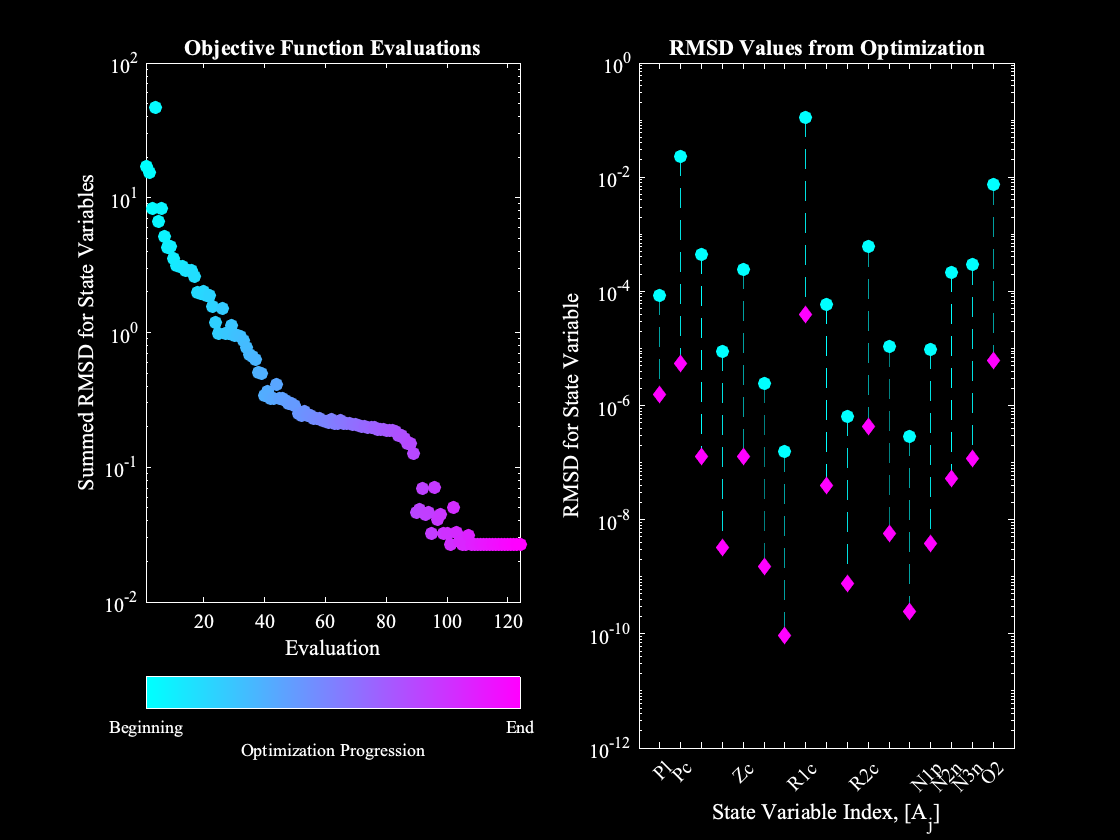 Objective Function Evaluations
10^2
10^1
10^0
10^-1
10^-2
Summed RMSD for State Variables
20 40 60 80 100 120
Evaluation
Beginning End
Optimization Progression
RMSD Values from Optimization
10^0
10^-2
10^-4
10^-6
10^-8
10^-10
10^-12
RMSD for State Variable
P1 Pc Zc R1c R2c N1p N2n N3n O2
State Variable Index, [A_j]